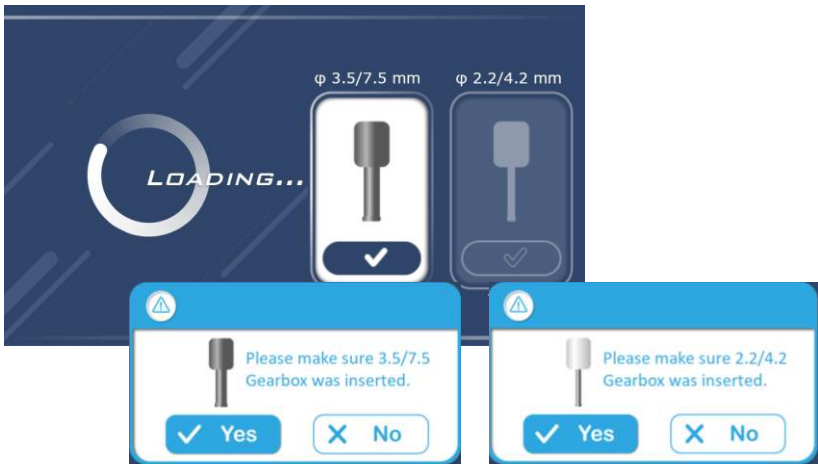 φ 3.5/7.5 mm
φ 2.2/4.2 mm
LOADING...
Please make sure 3.5/7.5
Gearbox was inserted.
Yes
No
Please make sure 2.2/4.2
Gearbox was inserted.
Yes
No